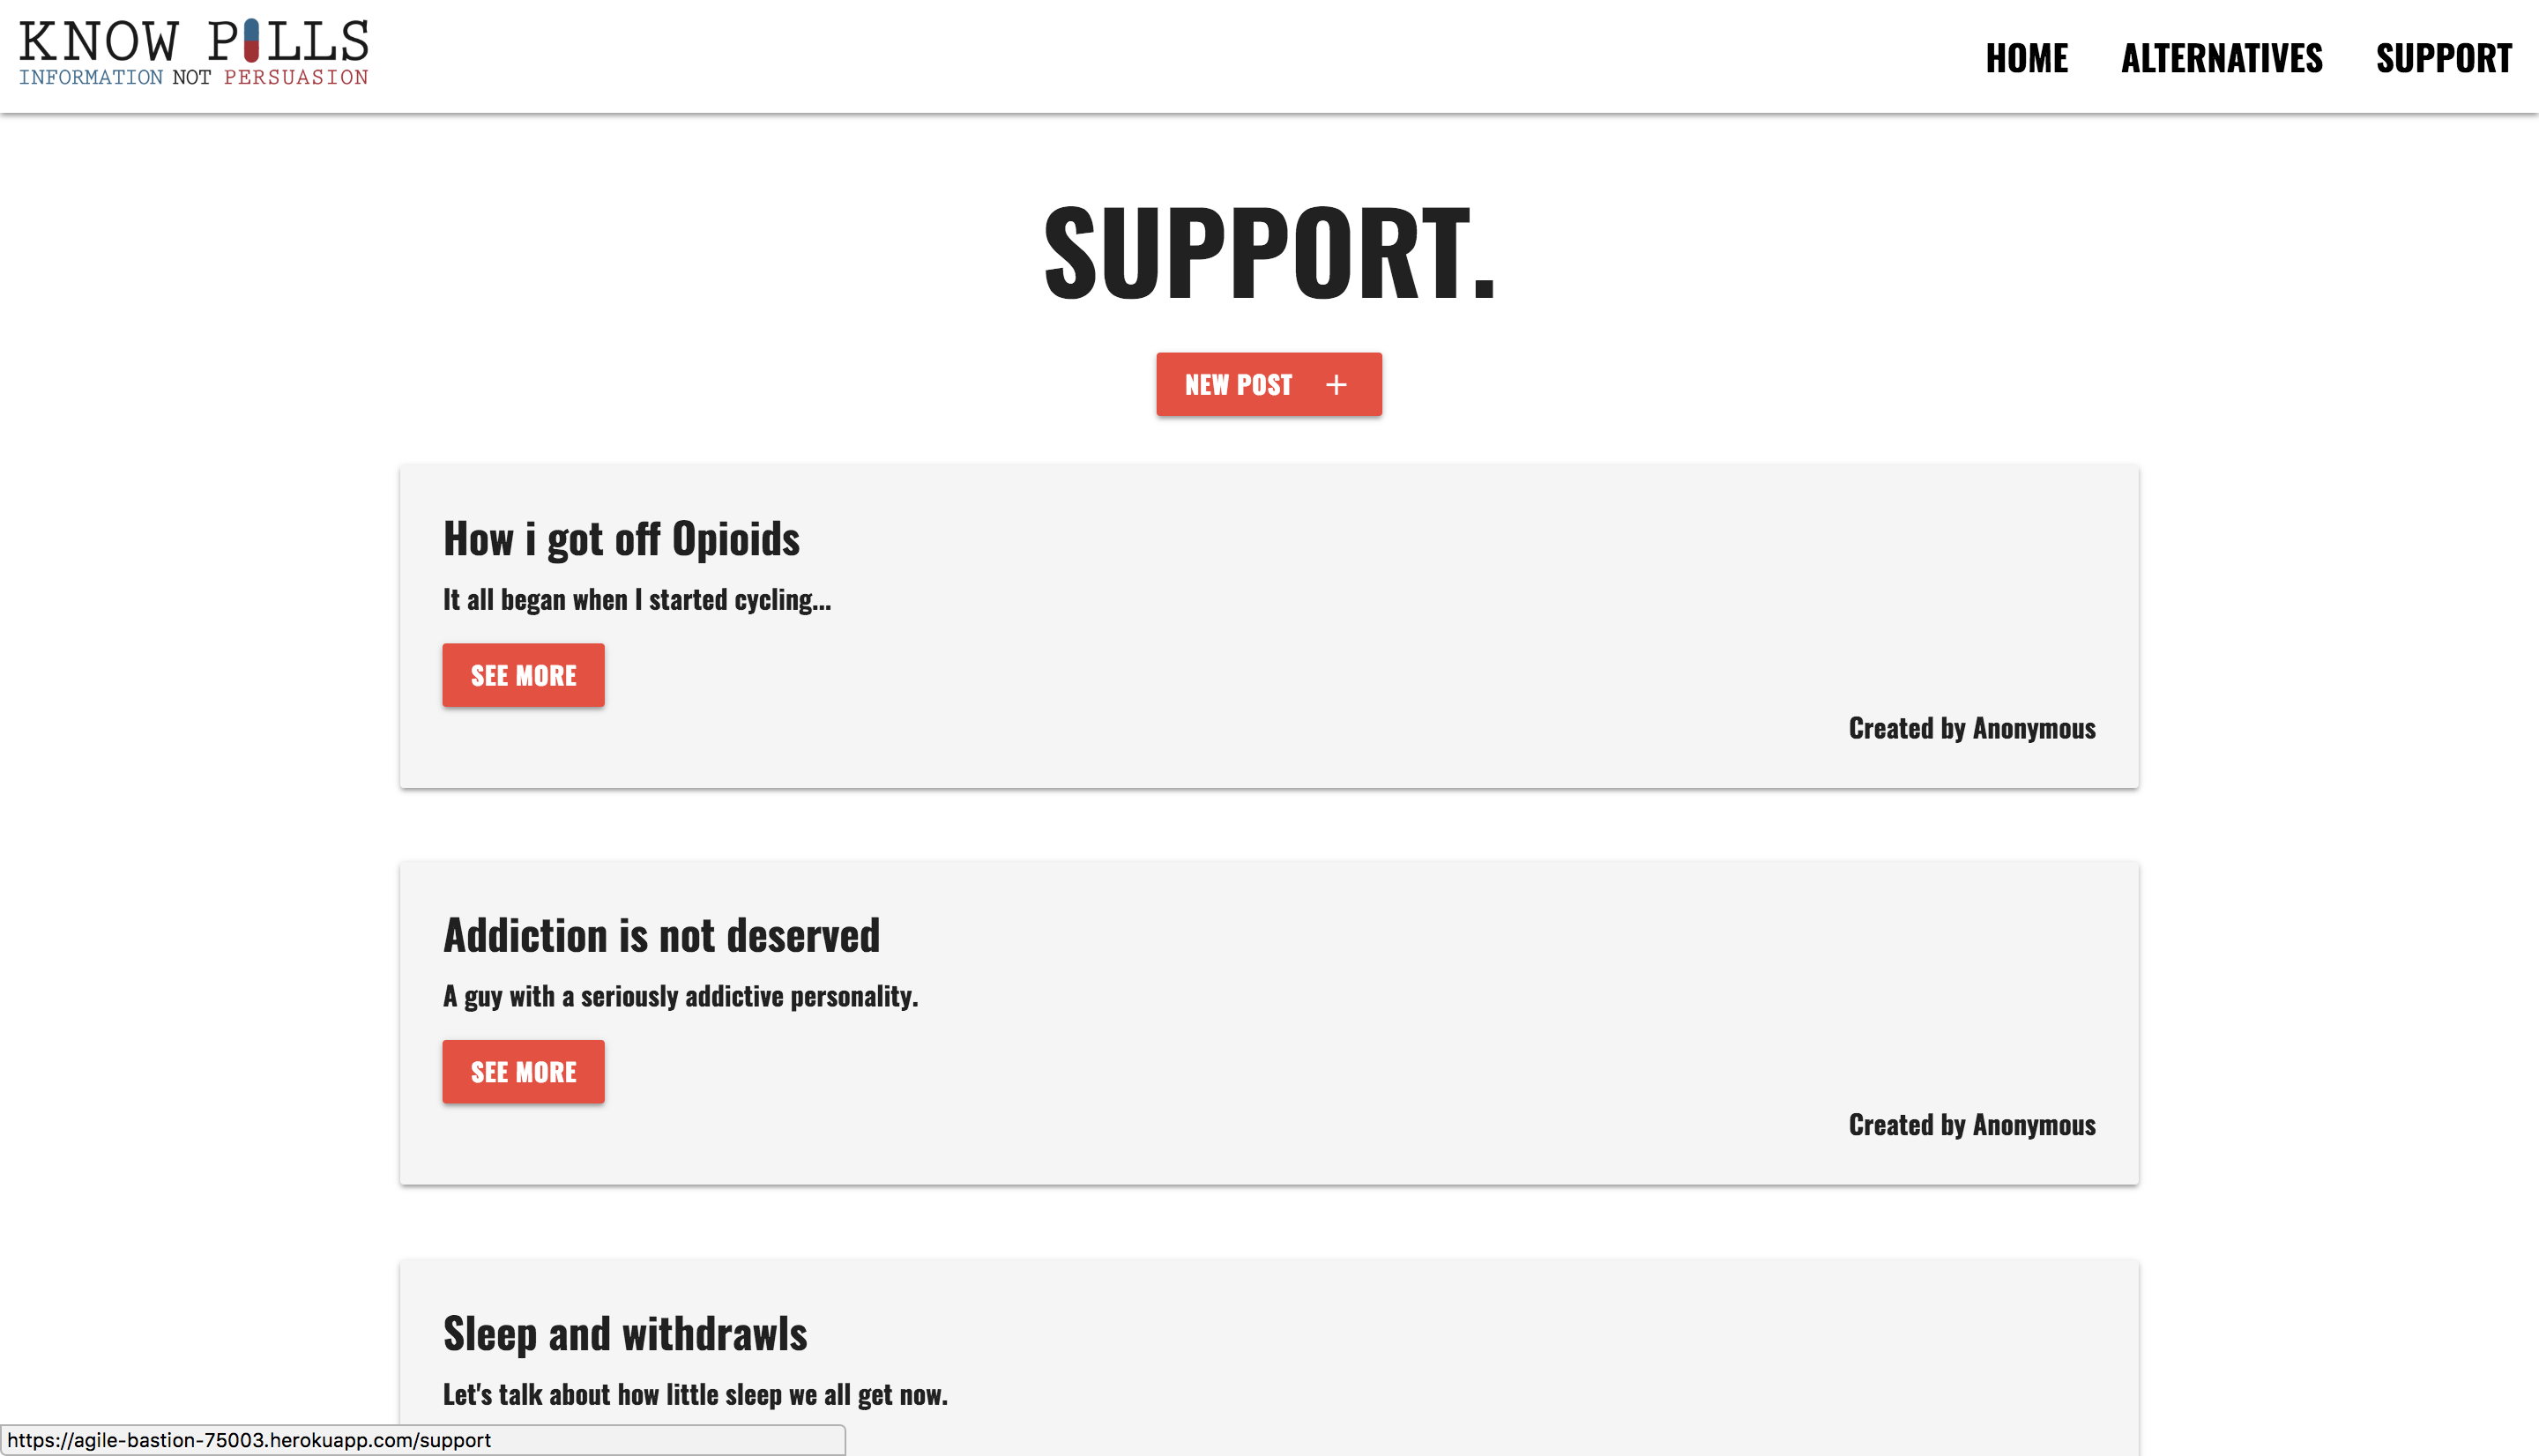 KNOW PILLS
INFORMATION NOT PERSUASION
HOME ALTERNATIVES SUPPORT
SUPPORT.
NEW POST +
How i got off Opioids
It all began when I started cycling...
SEE MORE
Created by Anonymous
Addiction is not deserved
A guy with a seriously addictive personality.
SEE MORE
Created by Anonymous
Sleep and withdrawls
Let's talk about how little sleep we all get now.
https://agile-bastion-75003.herokuapp.com/support